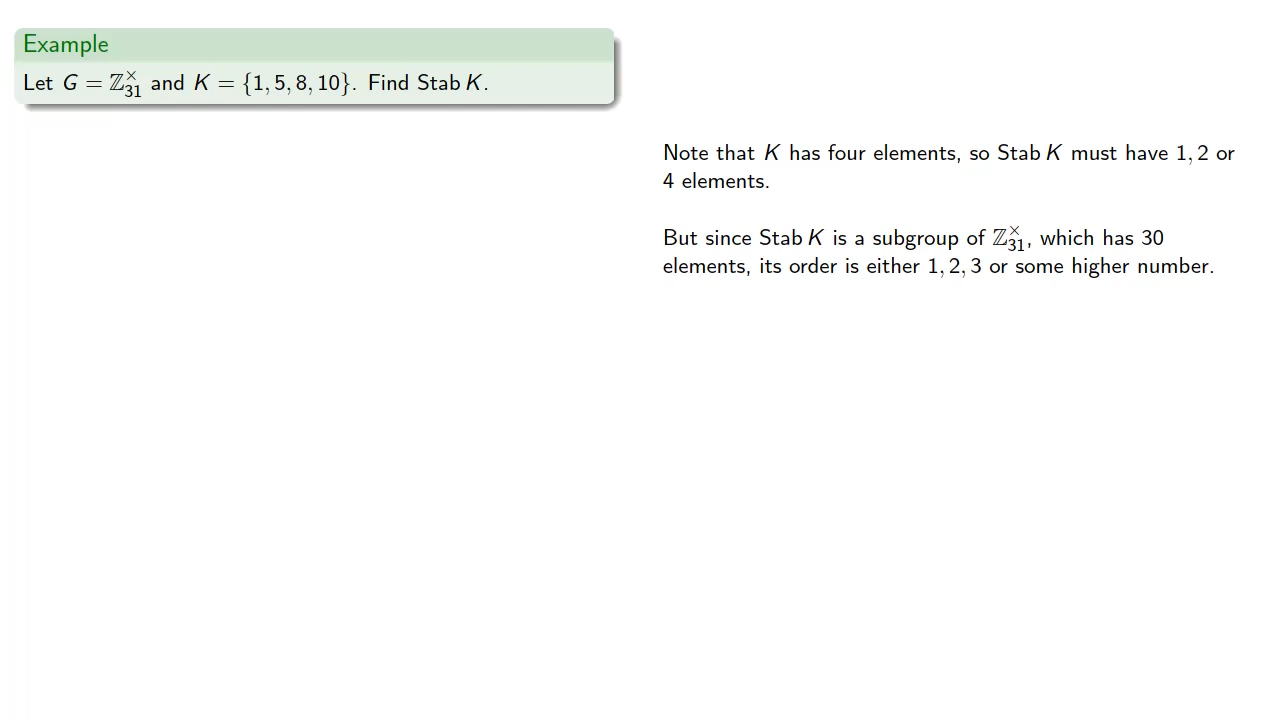 Example
Let G = ℤ₃₁ˣ and K = {1, 5, 8, 10}. Find Stab K.
Note that K has four elements, so Stab K must have 1, 2 or
4 elements.
But since Stab K is a subgroup of ℤ₃₁ˣ, which has 30
elements, its order is either 1, 2, 3 or some higher number.